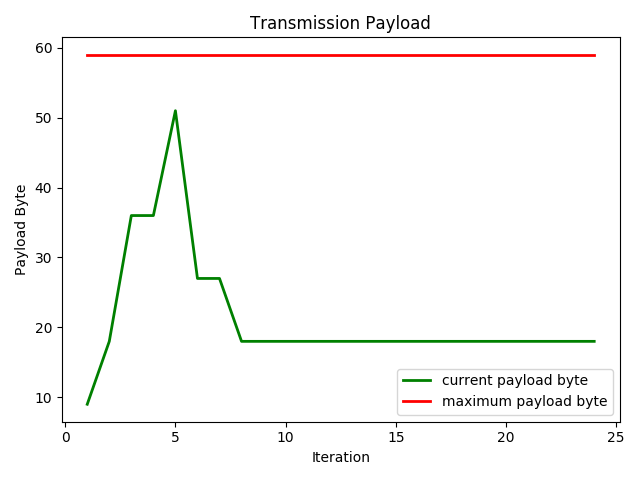 Transmission Payload
60
50
40
30
20
10
Payload Byte
current payload byte
maximum payload byte
0 5 10 15 20 25
Iteration